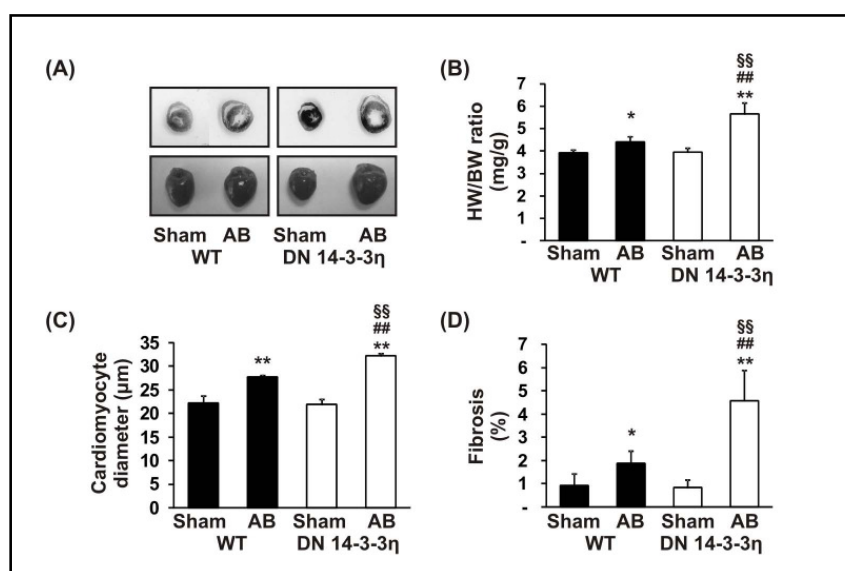 (A)
Sham AB Sham AB
WT DN 14-3-3η
(B)
HW/BW ratio
(mg/g)
7
6
5
4
3
2
1
-
*
§§
##
**
Sham AB Sham AB
WT DN 14-3-3η
(C)
Cardiomyocyte
diameter (µm)
35
30
25
20
15
10
5
0
**
§§
##
**
Sham AB Sham AB
WT DN 14-3-3η
(D)
Fibrosis
(%)
7
6
5
4
3
2
1
-
*
§§
##
**
Sham AB Sham AB
WT DN 14-3-3η